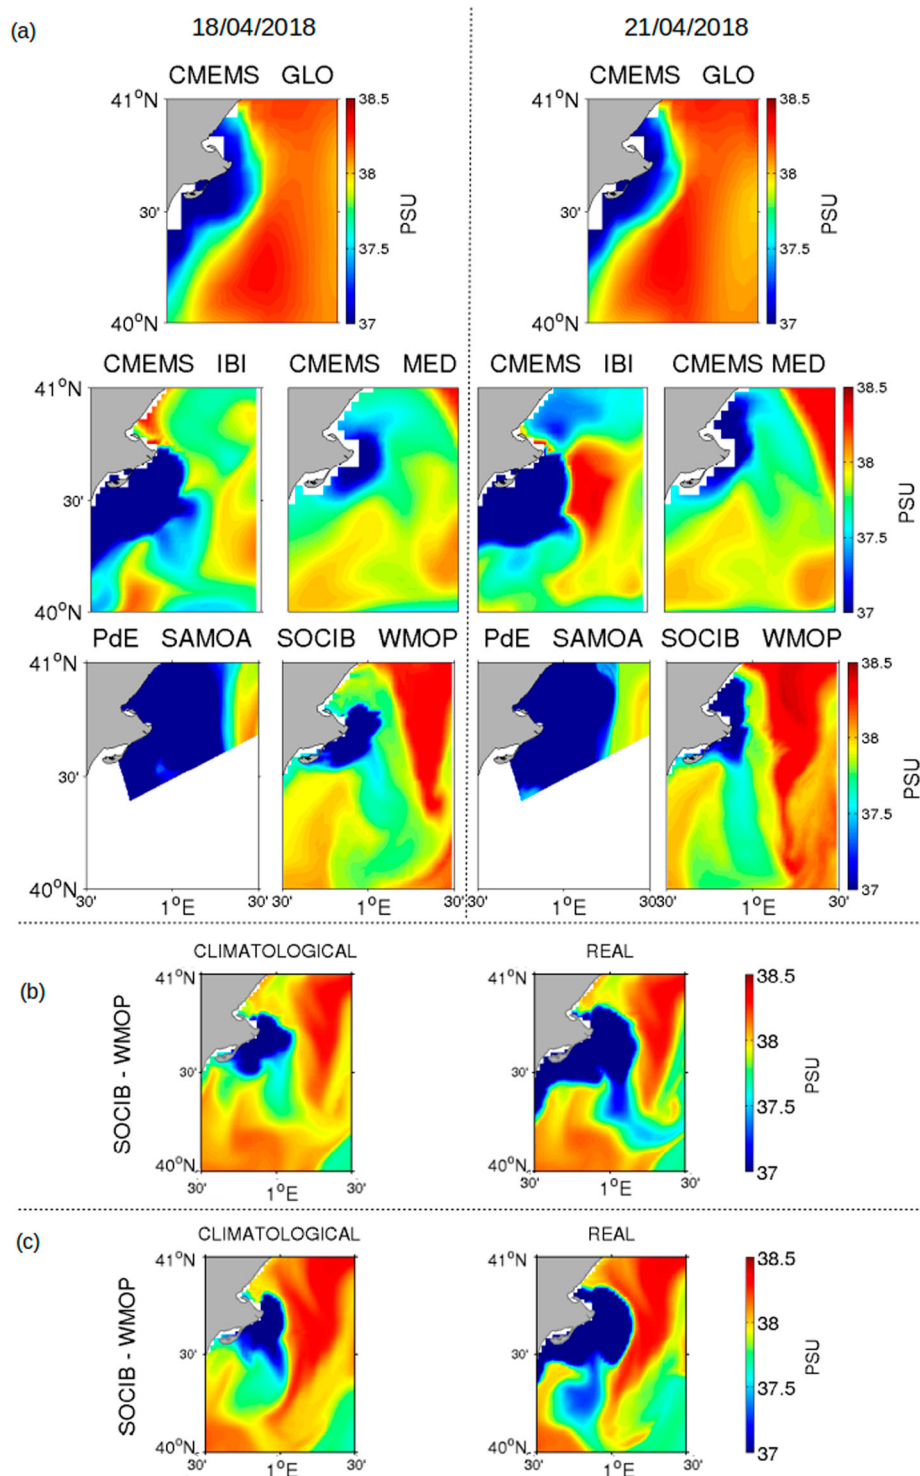 (a)
18/04/2018 21/04/2018
CMEMS GLO CMEMS GLO
41°N 38.5 41°N 38.5
38 38
30' PSU 30' PSU
37.5 37.5
40°N 37 40°N 37
CMEMS IBI CMEMS MED CMEMS IBI CMEMS MED
41°N 41°N 38.5
38
30' 30' PSU
37.5
40°N 40°N 37
PdE SAMOA SOCIB WMOP PdE SAMOA SOCIB WMOP
41°N 41°N 38.5
38
30' 30' PSU
37.5
40°N 40°N 37
30' 1°E 30' 30' 1°E 30' 30' 1°E 30'30' 1°E 30'
CLIMATOLOGICAL REAL
(b)
SOCIB - WMOP
41°N 41°N 38.5
38
30' 30' PSU
37.5
40°N 40°N 37
30' 1°E 30' 30' 1°E 30'
CLIMATOLOGICAL REAL
(c)
SOCIB - WMOP
41°N 41°N 38.5
38
30' 30' PSU
37.5
40°N 40°N 37
30' 1°E 30' 30' 1°E 30'